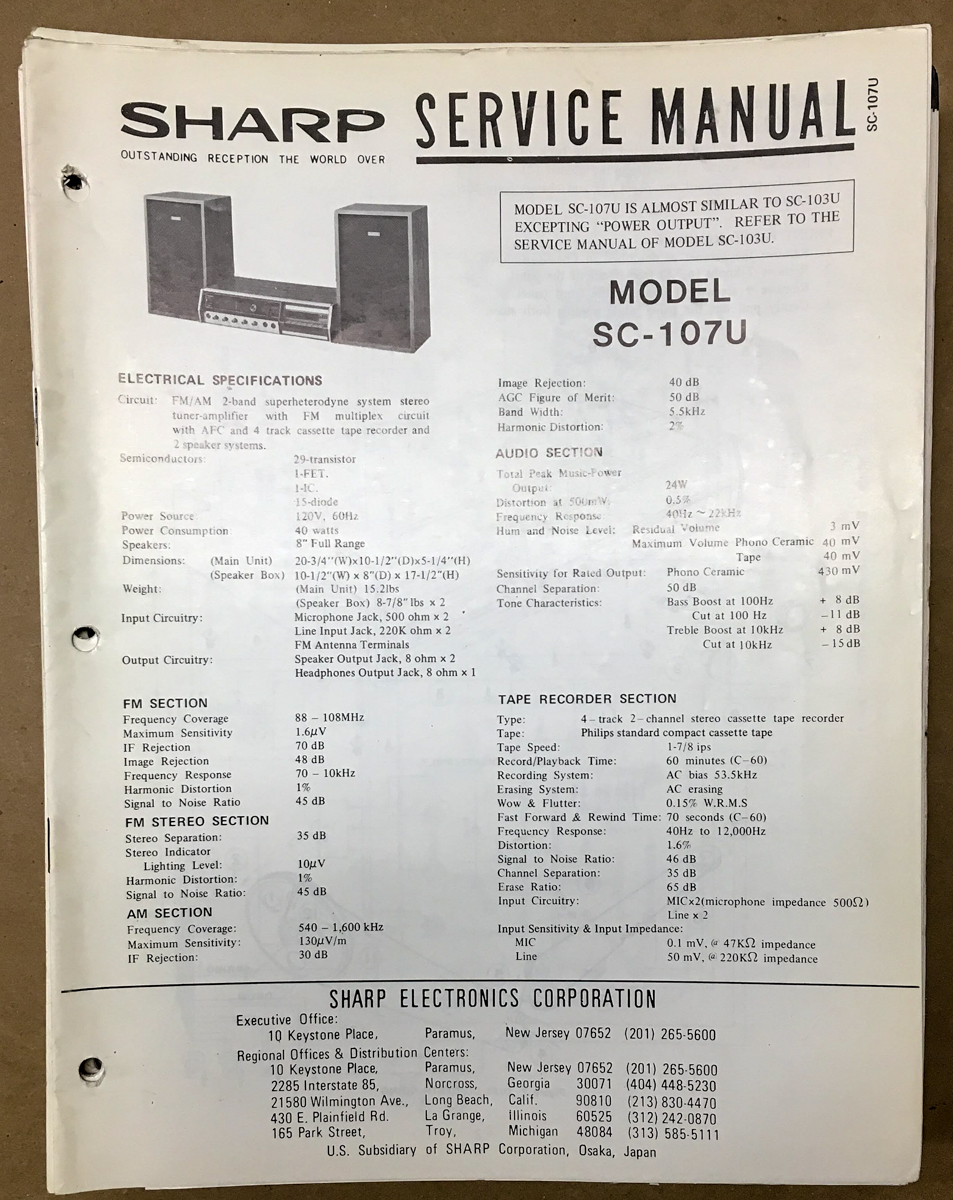 SHARP SERVICE MANUAL
SC-107U
OUTSTANDING RECEPTION THE WORLD OVER
MODEL SC-107U IS ALMOST SIMILAR TO SC-103U
EXCEPTING “POWER OUTPUT”. REFER TO THE
SERVICE MANUAL OF MODEL SC-103U.
MODEL
SC-107U
ELECTRICAL SPECIFICATIONS
Circuit: FM/AM 2-band superheterodyne system stereo
tuner-amplifier with FM multiplex circuit
with AFC and 4 track cassette tape recorder and
2 speaker systems.
Semiconductors: 29-transistor
1-FET.
1-IC.
15-diode
Power Source 120V, 60Hz
Power Consumption 40 watts
Speakers: 8" Full Range
Dimensions: (Main Unit) 20-3/4"(W)x10-1/2"(D)x5-1/4"(H)
(Speaker Box) 10-1/2"(W) x 8"(D) x 17-1/2"(H)
Weight: (Main Unit) 15.2lbs
(Speaker Box) 8-7/8" lbs x 2
Input Circuitry: Microphone Jack, 500 ohm x 2
Line Input Jack, 220K ohm x 2
FM Antenna Terminals
Output Circuitry: Speaker Output Jack, 8 ohm x 2
Headphones Output Jack, 8 ohm x 1
FM SECTION
Frequency Coverage 88 – 108MHz
Maximum Sensitivity 1.6μV
IF Rejection 70 dB
Image Rejection 48 dB
Frequency Response 70 – 10kHz
Harmonic Distortion 1%
Signal to Noise Ratio 45 dB
FM STEREO SECTION
Stereo Separation: 35 dB
Stereo Indicator
Lighting Level: 10μV
Harmonic Distortion: 1%
Signal to Noise Ratio: 45 dB
AM SECTION
Frequency Coverage: 540 – 1,600 kHz
Maximum Sensitivity: 130μV/m
IF Rejection: 30 dB
Image Rejection: 40 dB
AGC Figure of Merit: 50 dB
Band Width: 5.5kHz
Harmonic Distortion: 2%
AUDIO SECTION
Total Peak Music-Power
Output: 24W
Distortion at 500mW. 0.5%
Frequency Response 40Hz ~ 22kHz
Hum and Noise Level: Residual Volume 3 mV
Maximum Volume Phono Ceramic 40 mV
Tape 40 mV
Sensitivity for Rated Output: Phono Ceramic 430 mV
Channel Separation: 50 dB
Tone Characteristics: Bass Boost at 100Hz + 8 dB
Cut at 100 Hz –11 dB
Treble Boost at 10kHz + 8 dB
Cut at 10kHz –15 dB
TAPE RECORDER SECTION
Type: 4–track 2–channel stereo cassette tape recorder
Tape: Philips standard compact cassette tape
Tape Speed: 1-7/8 ips
Record/Playback Time: 60 minutes (C-60)
Recording System: AC bias 53.5kHz
Erasing System: AC erasing
Wow & Flutter: 0.15% W.R.M.S
Fast Forward & Rewind Time: 70 seconds (C-60)
Frequency Response: 40Hz to 12,000Hz
Distortion: 1.6%
Signal to Noise Ratio: 46 dB
Channel Separation: 35 dB
Erase Ratio: 65 dB
Input Circuitry: MICx2(microphone impedance 500Ω)
Line x 2
Input Sensitivity & Input Impedance:
MIC 0.1 mV, @ 47KΩ impedance
Line 50 mV, @ 220KΩ impedance
SHARP ELECTRONICS CORPORATION
Executive Office:
10 Keystone Place, Paramus, New Jersey 07652 (201) 265-5600
Regional Offices & Distribution Centers:
10 Keystone Place, Paramus, New Jersey 07652 (201) 265-5600
2285 Interstate 85, Norcross, Georgia 30071 (404) 448-5230
21580 Wilmington Ave., Long Beach, Calif. 90810 (213) 830-4470
430 E. Plainfield Rd. La Grange, Illinois 60525 (312) 242-0870
165 Park Street, Troy, Michigan 48084 (313) 585-5111
U.S. Subsidiary of SHARP Corporation, Osaka, Japan